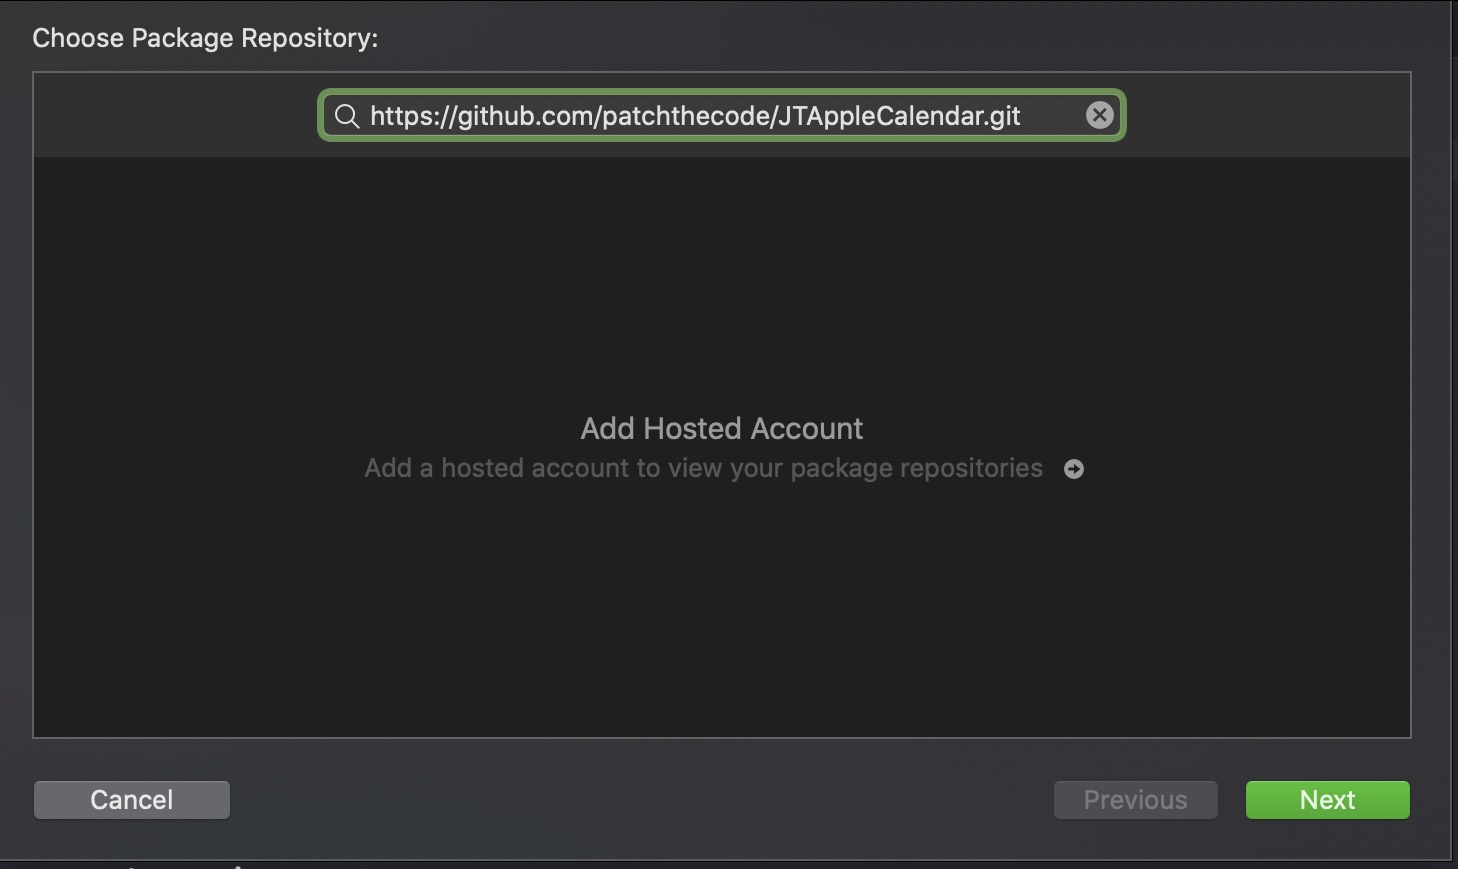 Choose Package Repository:
https://github.com/patchthecode/JTAppleCalendar.git
Add Hosted Account
Add a hosted account to view your package repositories
Cancel
Previous
Next